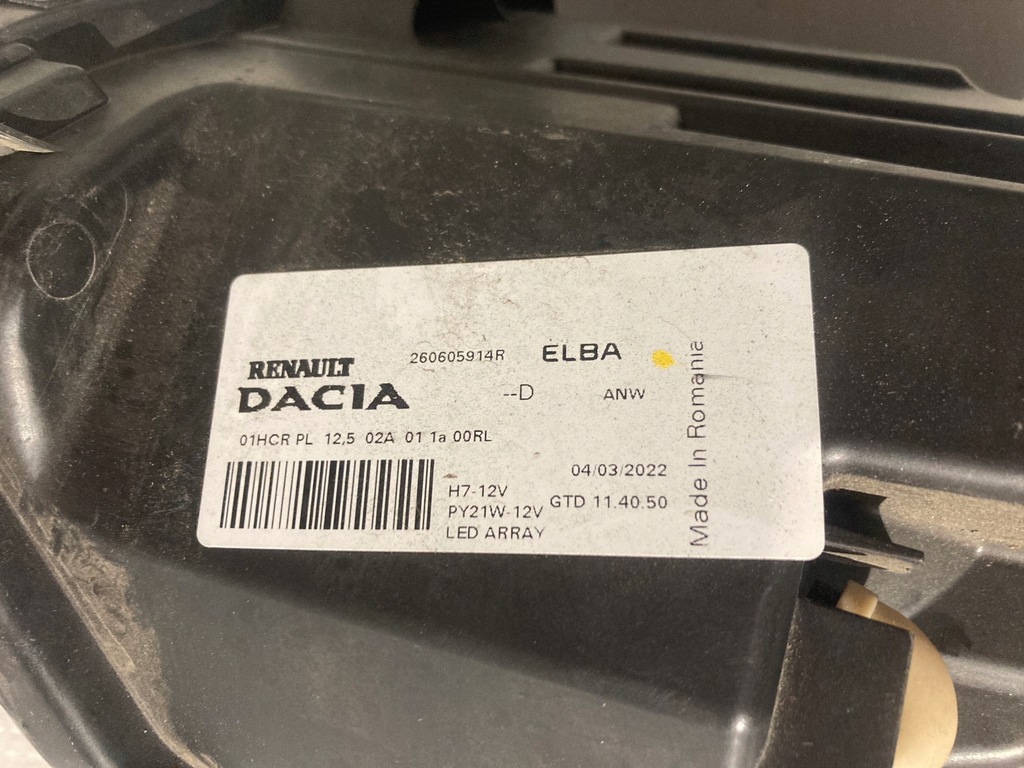 RENAULT
DACIA
260605914R ELBA
--D ANW
01HCR PL 12,5 02A 01 1a 00RL
04/03/2022
H7-12V
PY21W-12V GTD 11.40.50
LED ARRAY
Made In Romania